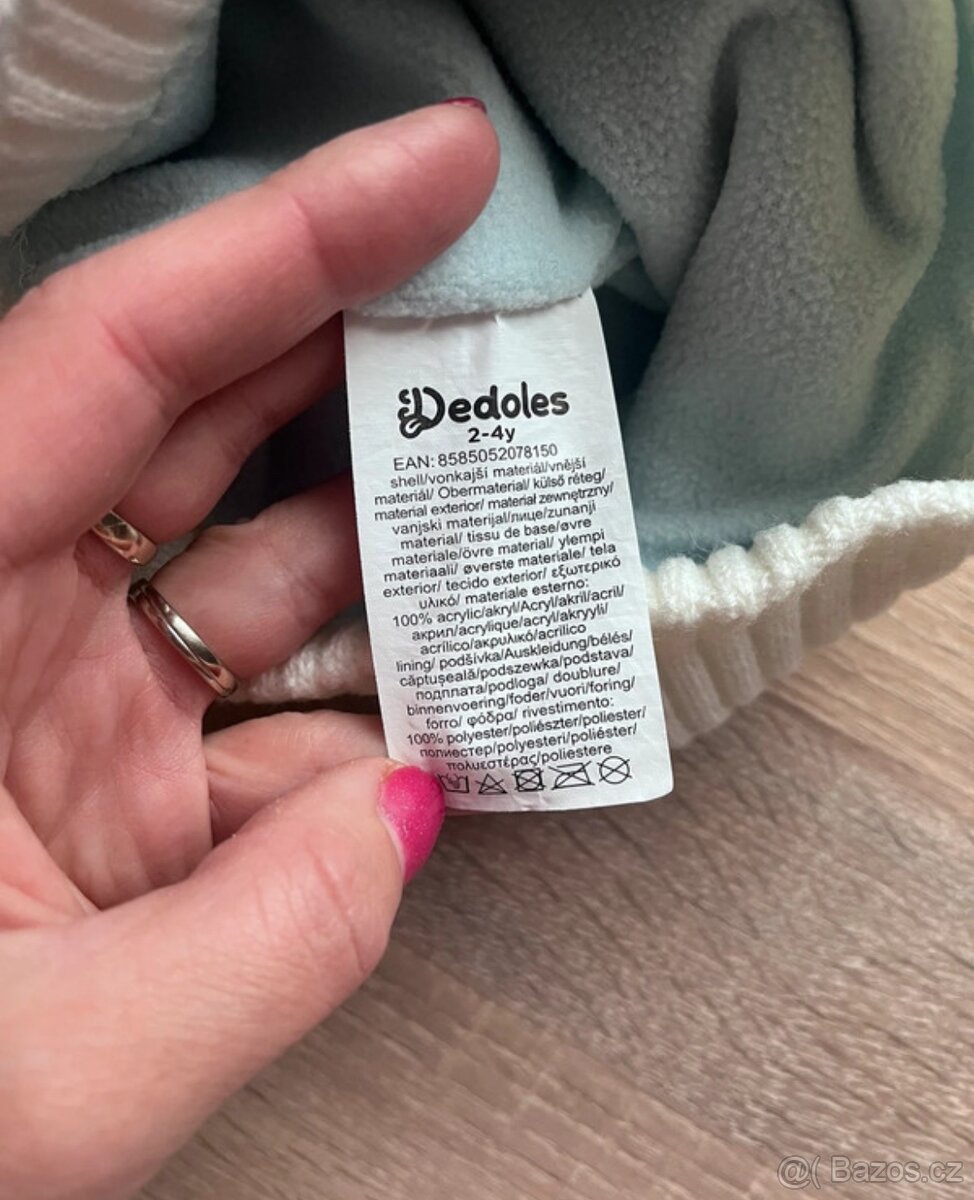 Dedoles
2-4y
EAN: 8585052078150
shell/vonkajší materiál/vnější
materiál/ Obermaterial/ külső réteg/
material exterior/ materiał zewnętrzny/
vanjski materijal/лице/zunanji
material/ tissu de base/øvre
materiale/övre material/ ylempi
materiaali/ øverste materiale/ tela
exterior/ tecido exterior/ εξωτερικό
υλικό/ materiale esterno:
100% acrylic/akryl/Acryl/akril/acril/
акрил/acrylique/acryl/akryyli/
acrílico/ακρυλικό/acrilico
lining/ podšívka/Auskleidung/bélés/
căptușeală/podszewka/podstava/
подплата/podloga/ doublure/
binnenvoering/foder/vuori/foring/
forro/ φόδρα/ rivestimento:
100% polyester/poliészter/poliester/
полиестер/polyesteri/poliéster/
πολυεστέρας/poliestere
@( Bazos.cz